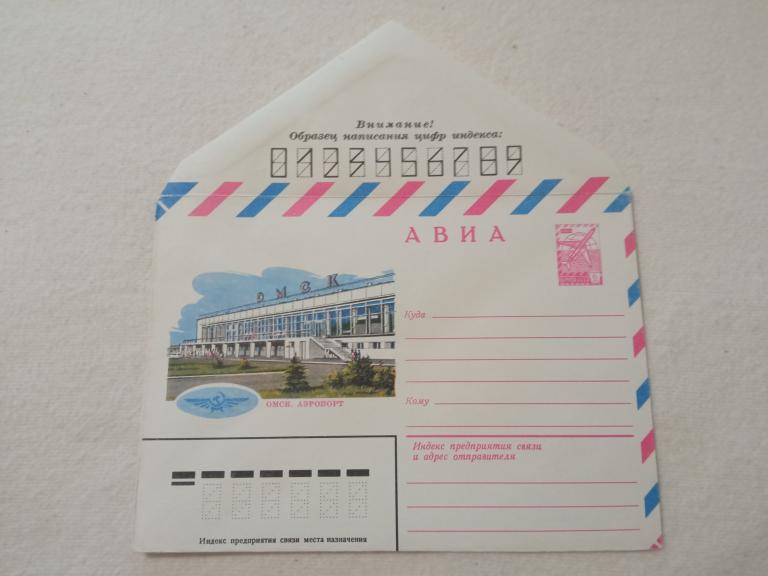 Внимание!
Образец написания цифр индекса:
0123456789
АВИА
ОМСК
Куда
Кому
ОМСК. АЭРОПОРТ
Индекс предприятия связи
и адрес отправителя
Индекс предприятия связи места назначения